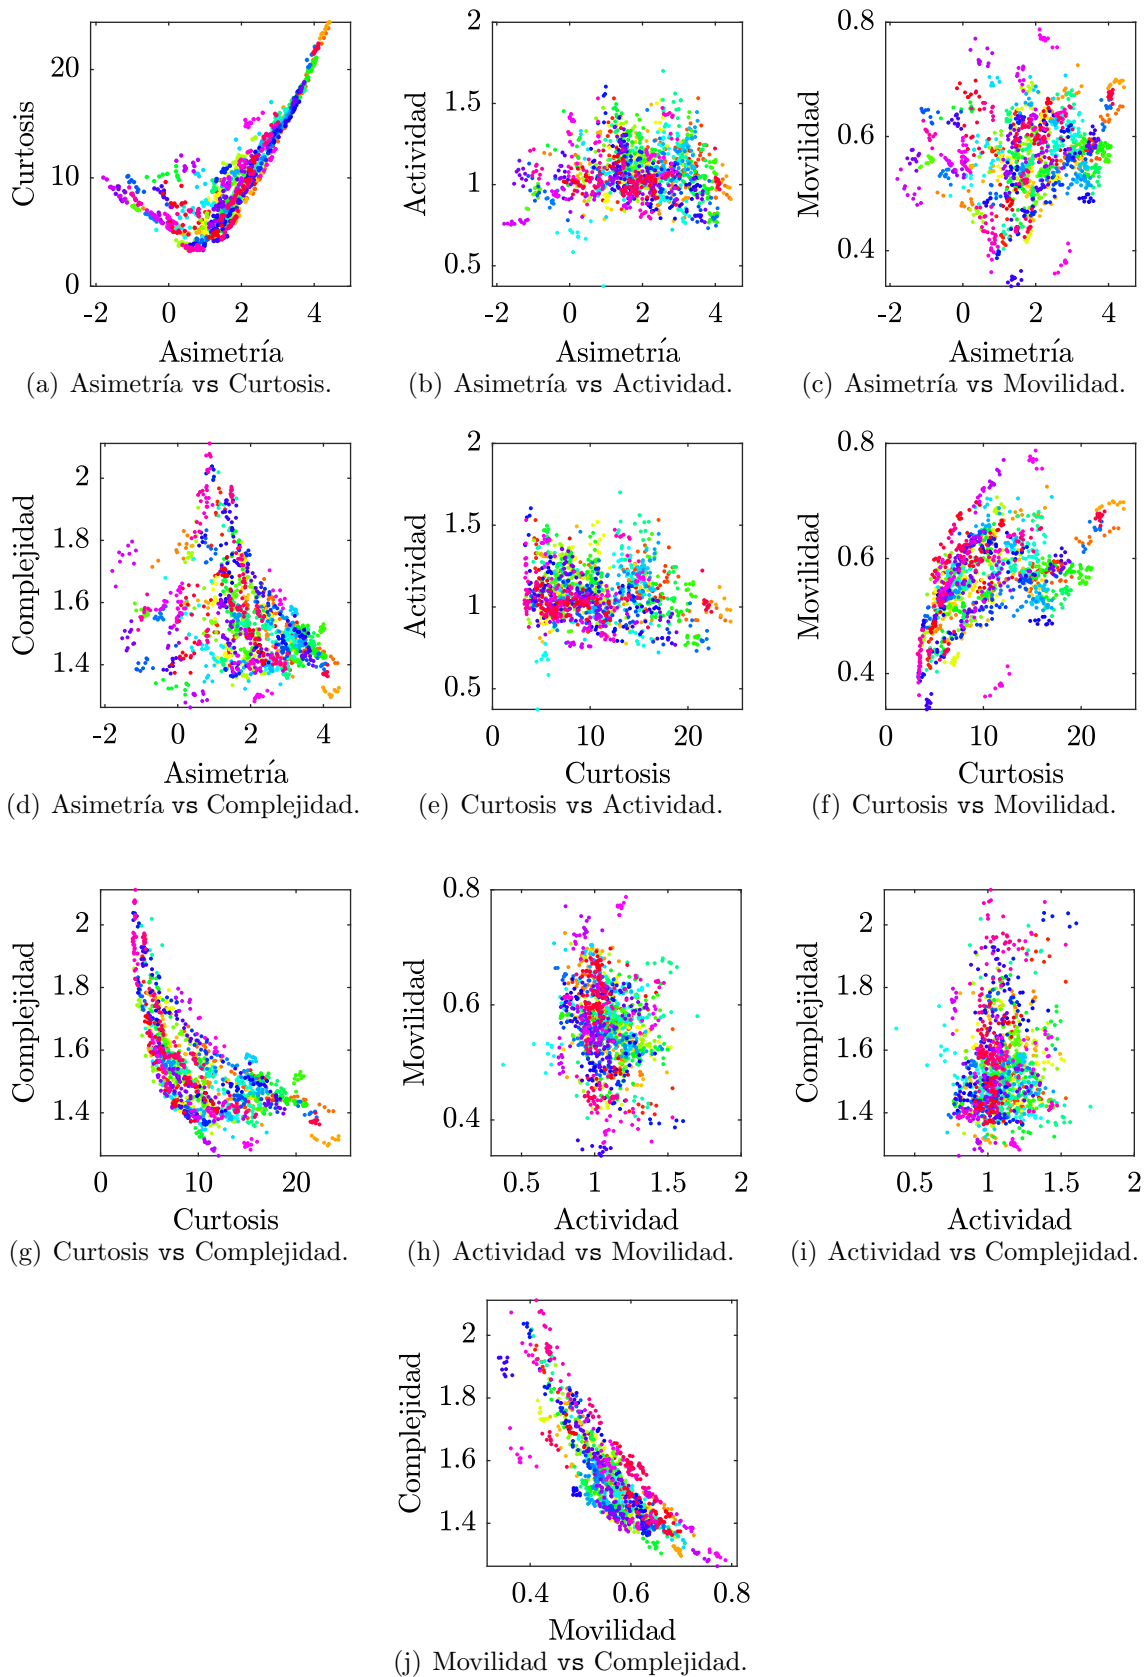 20
10
0
Curtosis
-2 0 2 4
Asimetría
(a) Asimetría vs Curtosis.
2
1.5
1
0.5
Actividad
-2 0 2 4
Asimetría
(b) Asimetría vs Actividad.
0.8
0.6
0.4
Movilidad
-2 0 2 4
Asimetría
(c) Asimetría vs Movilidad.
2
1.8
1.6
1.4
Complejidad
-2 0 2 4
Asimetría
(d) Asimetría vs Complejidad.
2
1.5
1
0.5
Actividad
0 10 20
Curtosis
(e) Curtosis vs Actividad.
0.8
0.6
0.4
Movilidad
0 10 20
Curtosis
(f) Curtosis vs Movilidad.
2
1.8
1.6
1.4
Complejidad
0 10 20
Curtosis
(g) Curtosis vs Complejidad.
0.8
0.6
0.4
Movilidad
0.5 1 1.5 2
Actividad
(h) Actividad vs Movilidad.
2
1.8
1.6
1.4
Complejidad
0.5 1 1.5 2
Actividad
(i) Actividad vs Complejidad.
2
1.8
1.6
1.4
Complejidad
0.4 0.6 0.8
Movilidad
(j) Movilidad vs Complejidad.